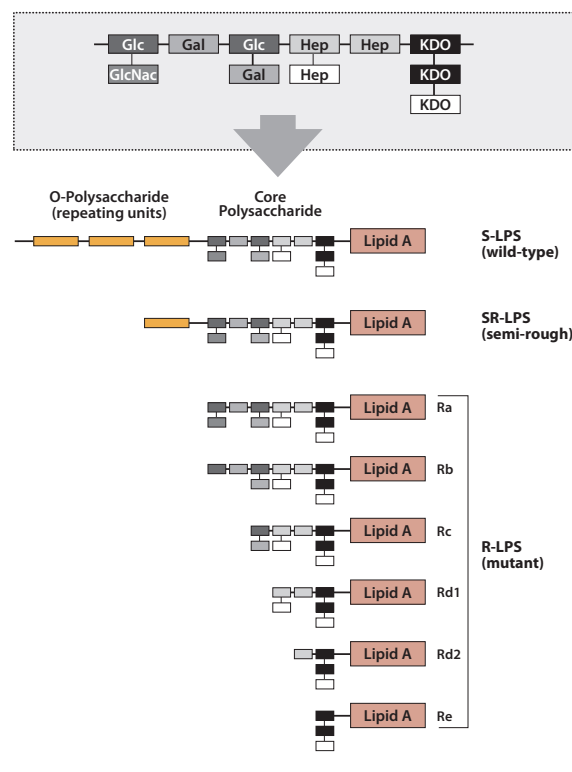 Glc Gal Glc Hep Hep KDO
GlcNac Gal Hep KDO
KDO
O-Polysaccharide
(repeating units)
Core
Polysaccharide
Lipid A
S-LPS
(wild-type)
Lipid A
SR-LPS
(semi-rough)
Lipid A Ra
Lipid A Rb
Lipid A Rc
R-LPS
(mutant)
Lipid A Rd1
Lipid A Rd2
Lipid A Re